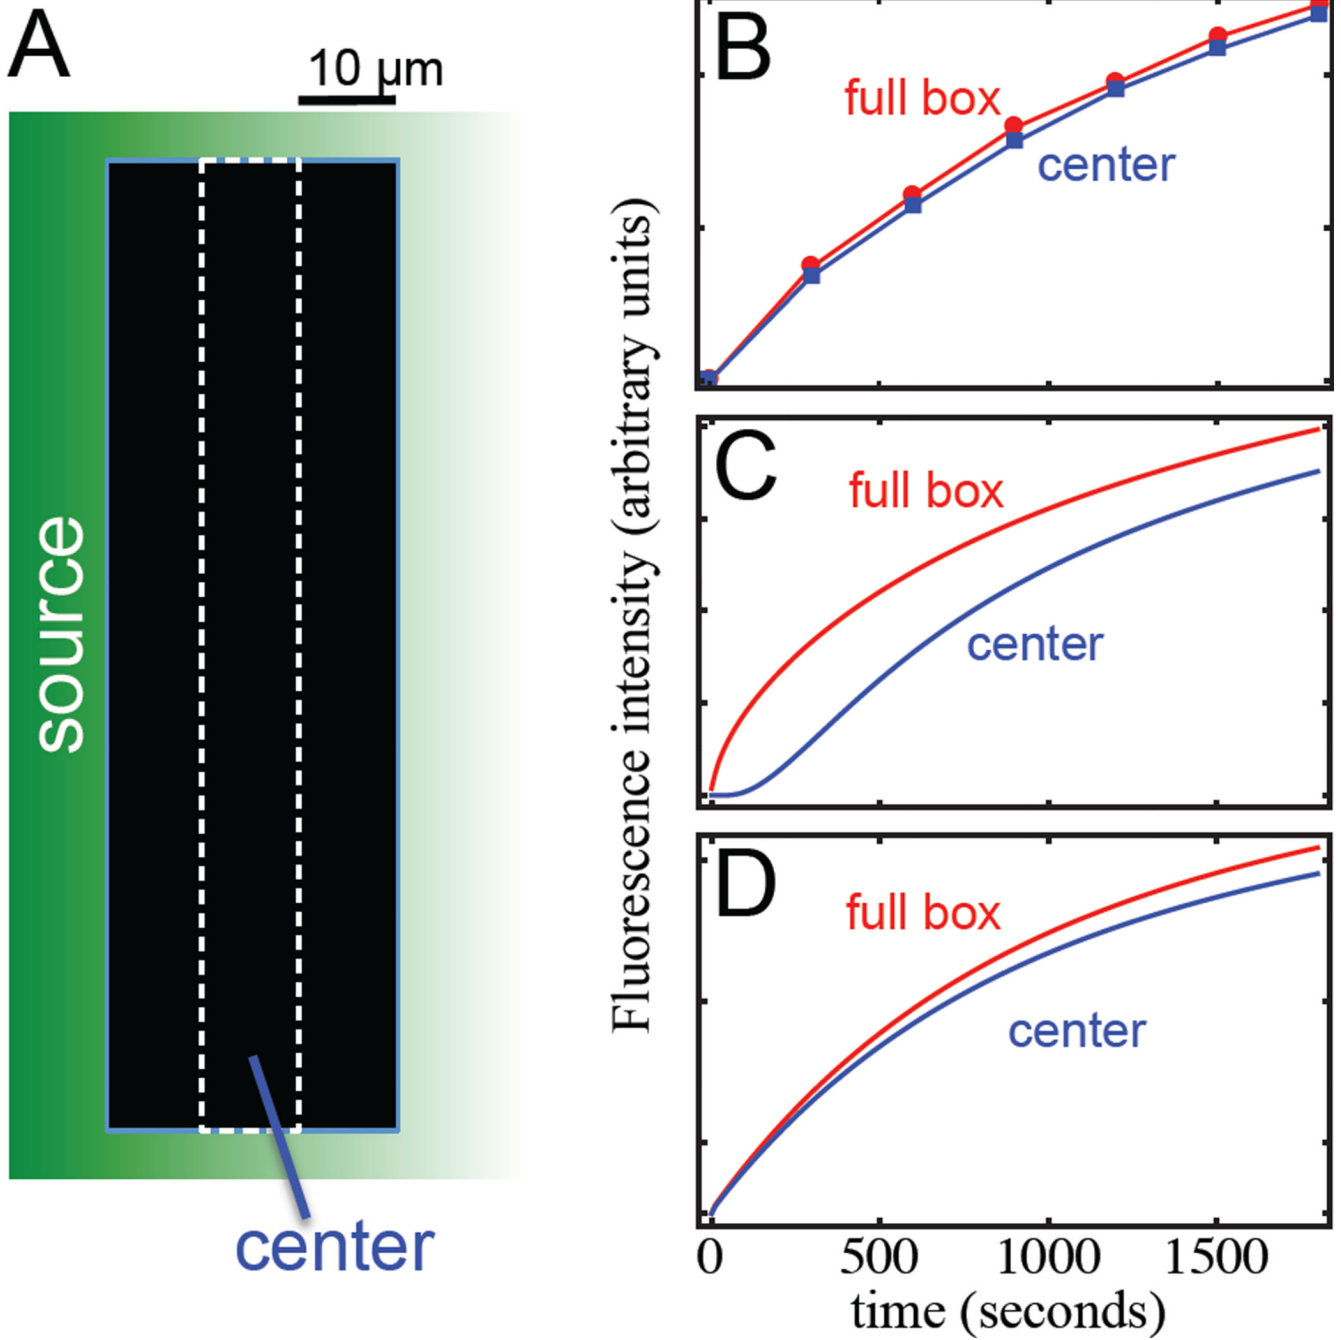 A
10 µm
source
center
Fluorescence intensity (arbitrary units)
B
full box
center
C
full box
center
D
full box
center
0 500 1000 1500
time (seconds)